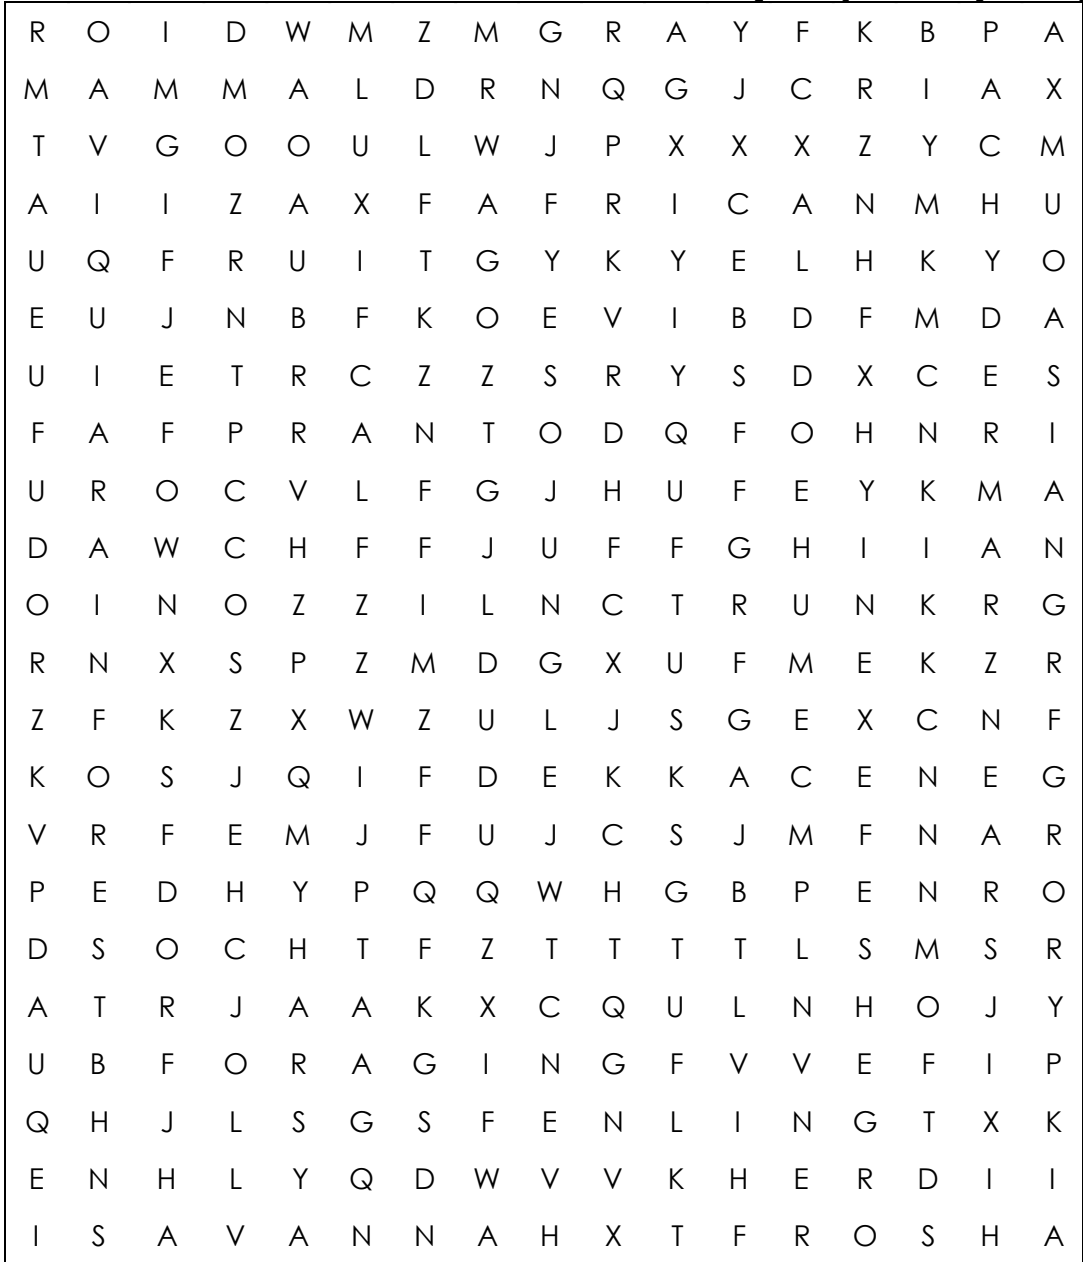 R O I D W M Z M G R A Y F K B P A
M A M M A L D R N Q G J C R I A X
T V G O O U L W J P X X X Z Y C M
A I I Z A X F A F R I C A N M H U
U Q F R U I T G Y K Y E L H K Y O
E U J N B F K O E V I B D F M D A
U I E T R C Z Z S R Y S D X C E S
F A F P R A N T O D Q F O H N R I
U R O C V L F G J H U F E Y K M A
D A W C H F F J U F F G H I I A N
O I N O Z Z I L N C T R U N K R G
R N X S P Z M D G X U F M E K Z R
Z F K Z X W Z U L J S G E X C N F
K O S J Q I F D E K K A C E N E G
V R F E M J F U J C S J M F N A R
P E D H Y P Q Q W H G B P E N R O
D S O C H T F Z T T T T L S M S R
A T R J A A K X C Q U L N H O J Y
U B F O R A G I N G F V V E F I P
Q H J L S G S F E N L I N G T X K
E N H L Y Q D W V V K H E R D I I
I S A V A N N A H X T F R O S H A